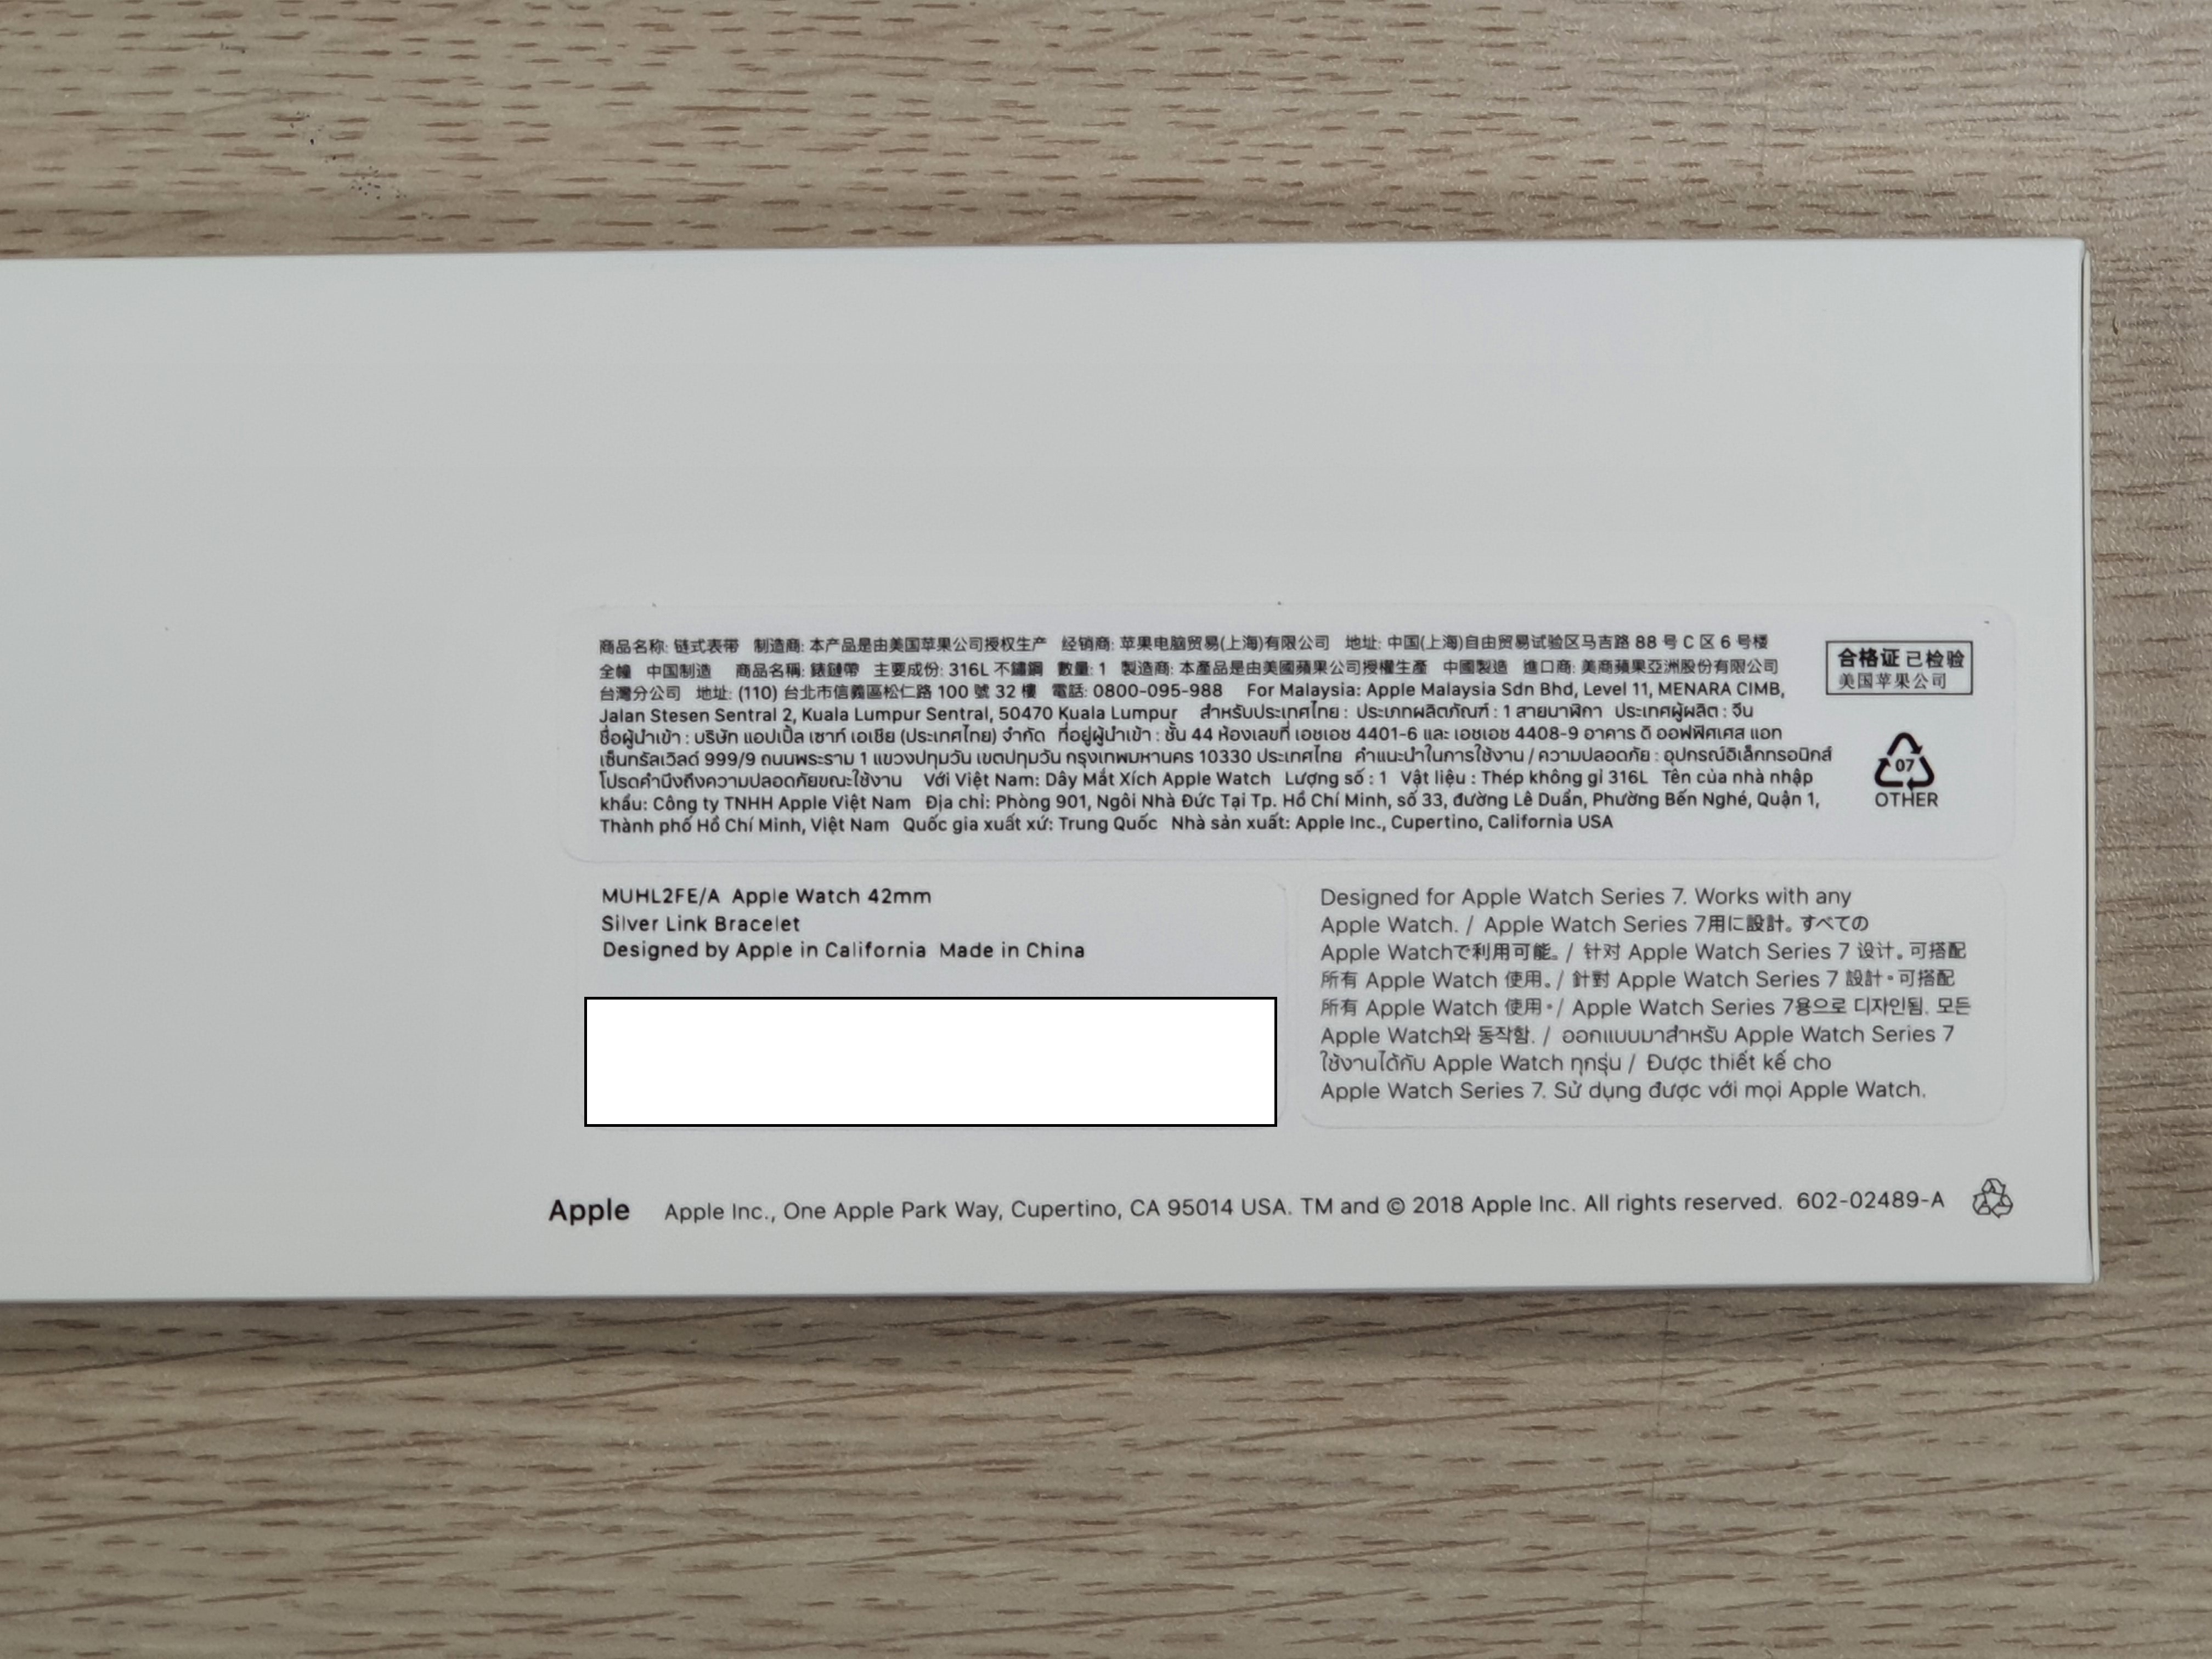 商品名称: 链式表带 制造商: 本产品是由美国苹果公司授权生产 经销商: 苹果电脑贸易(上海)有限公司 地址: 中国(上海)自由贸易试验区马吉路 88 号 C 区 6 号楼
全幢 中国制造 商品名稱: 錶鏈帶 主要成份: 316L 不鏽鋼 數量: 1 製造商: 本產品是由美國蘋果公司授權生產 中國製造 進口商: 美商蘋果亞洲股份有限公司
台灣分公司 地址: (110) 台北市信義區松仁路 100 號 32 樓 電話: 0800-095-988 For Malaysia: Apple Malaysia Sdn Bhd, Level 11, MENARA CIMB,
Jalan Stesen Sentral 2, Kuala Lumpur Sentral, 50470 Kuala Lumpur สำหรับประเทศไทย : ประเภทผลิตภัณฑ์ : 1 สายนาฬิกา ประเทศผู้ผลิต : จีน
ชื่อผู้นำเข้า : บริษัท แอปเปิ้ล เซาท์ เอเชีย (ประเทศไทย) จำกัด ที่อยู่ผู้นำเข้า : ชั้น 44 ห้องเลขที่ เอชเอช 4401-6 และ เอชเอช 4408-9 อาคาร ดิ ออฟฟิศเศส แอท
เซ็นทรัลเวิลด์ 999/9 ถนนพระราม 1 แขวงปทุมวัน เขตปทุมวัน กรุงเทพมหานคร 10330 ประเทศไทย คำแนะนำในการใช้งาน / ความปลอดภัย : อุปกรณ์อิเล็กทรอนิกส์
โปรดคำนึงถึงความปลอดภัยขณะใช้งาน Với Việt Nam: Dây Mắt Xích Apple Watch Lượng số : 1 Vật liệu : Thép không gỉ 316L Tên của nhà nhập
khẩu: Công ty TNHH Apple Việt Nam Địa chỉ: Phòng 901, Ngôi Nhà Đức Tại Tp. Hồ Chí Minh, số 33, đường Lê Duẩn, Phường Bến Nghé, Quận 1,
Thành phố Hồ Chí Minh, Việt Nam Quốc gia xuất xứ: Trung Quốc Nhà sản xuất: Apple Inc., Cupertino, California USA
合格证 已检验
美国苹果公司
07
OTHER
MUHL2FE/A Apple Watch 42mm
Silver Link Bracelet
Designed by Apple in California Made in China
Designed for Apple Watch Series 7. Works with any
Apple Watch. / Apple Watch Series 7用に設計。すべての
Apple Watchで利用可能。/ 针对 Apple Watch Series 7 设计。可搭配
所有 Apple Watch 使用。/ 針對 Apple Watch Series 7 設計。可搭配
所有 Apple Watch 使用。/ Apple Watch Series 7용으로 디자인됨. 모든
Apple Watch와 동작함. / ออกแบบมาสำหรับ Apple Watch Series 7
ใช้งานได้กับ Apple Watch ทุกรุ่น / Được thiết kế cho
Apple Watch Series 7. Sử dụng được với mọi Apple Watch.
Apple Apple Inc., One Apple Park Way, Cupertino, CA 95014 USA. TM and © 2018 Apple Inc. All rights reserved. 602-02489-A